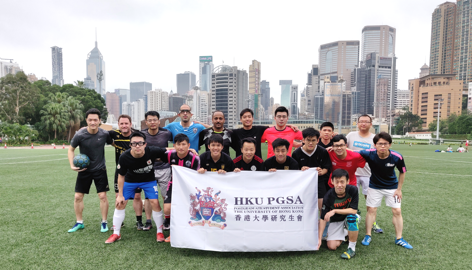 HKU PGSA
POSTGRADUATE STUDENT ASSOCIATION
THE UNIVERSITY OF HONG KONG
香港大學研究生會